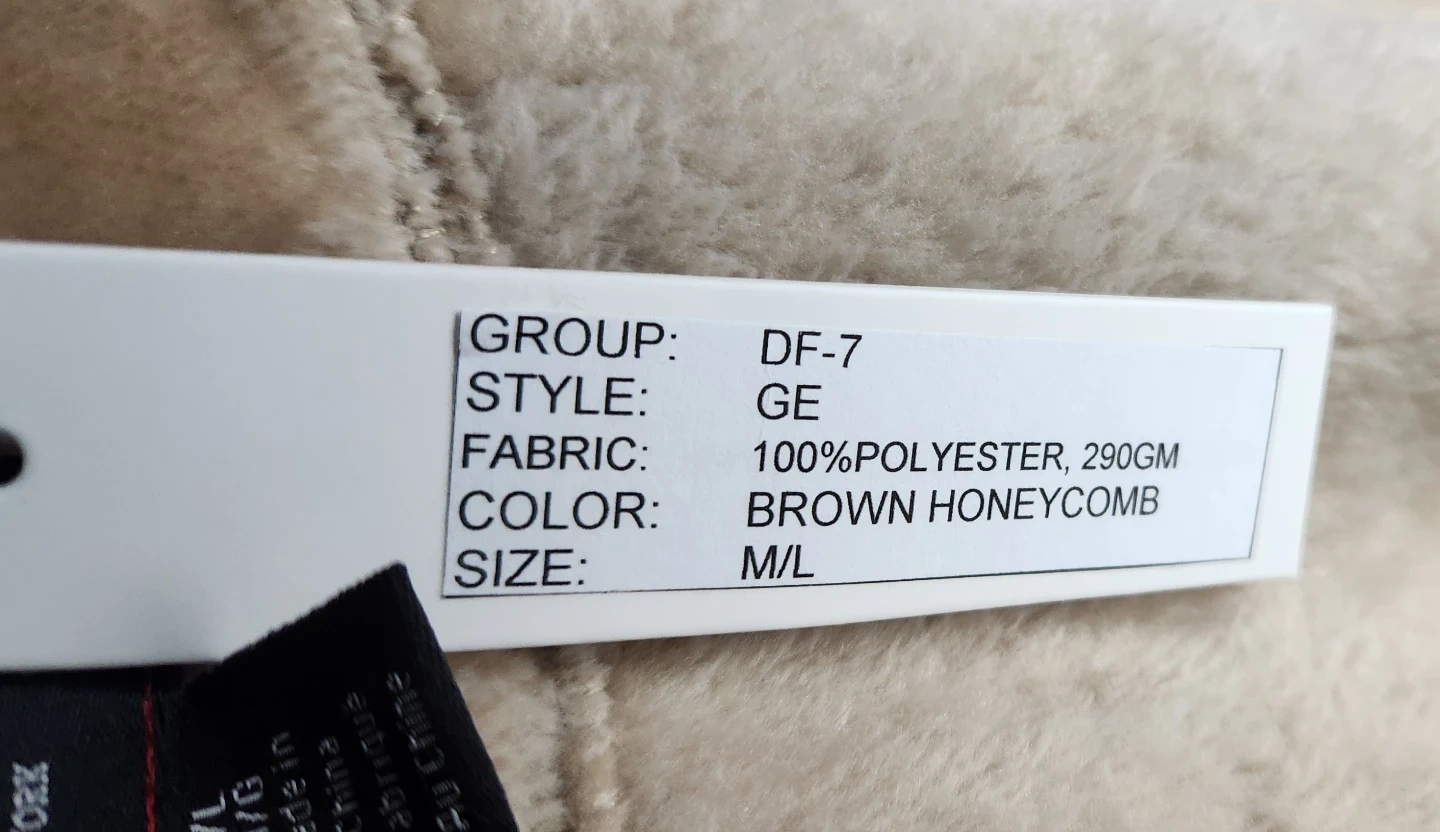 GROUP: DF-7
STYLE: GE
FABRIC: 100%POLYESTER, 290GM
COLOR: BROWN HONEYCOMB
SIZE: M/L